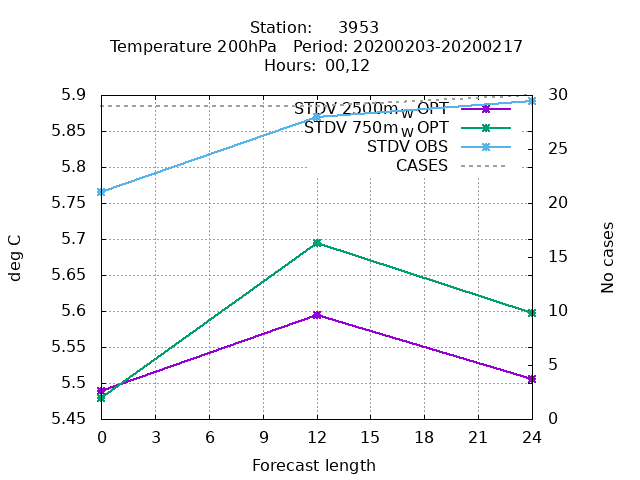 Station: 3953
Temperature 200hPa Period: 20200203-20200217
Hours: 00,12
5.9
5.85
5.8
5.75
5.7
5.65
5.6
5.55
5.5
5.45
deg C
STDV 2500m_W OPT
STDV 750m_W OPT
STDV OBS
CASES
30
25
20
15
10
5
0
No cases
0 3 6 9 12 15 18 21 24
Forecast length